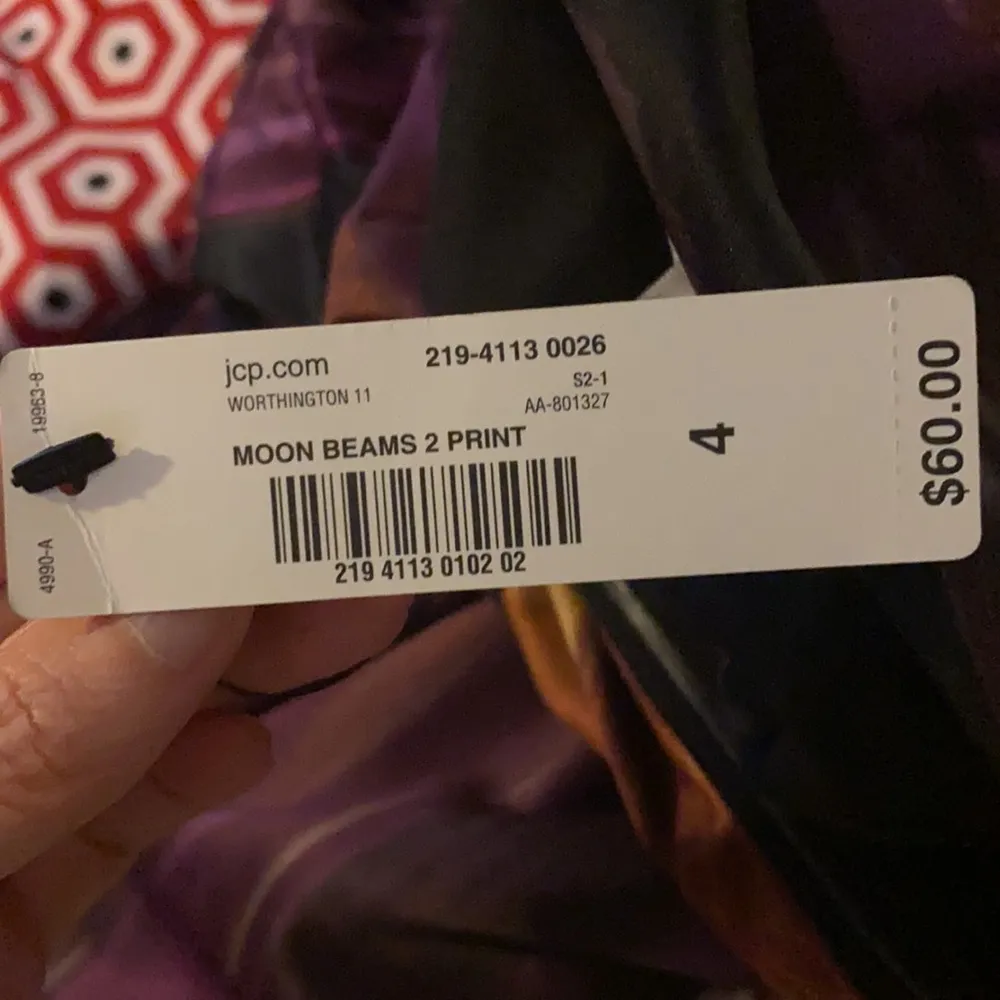 jcp.com
219-4113 0026
WORTHINGTON 11
S2-1
AA-801327
MOON BEAMS 2 PRINT
219 4113 0102 02
4
$60.00
19963-8
4990-A